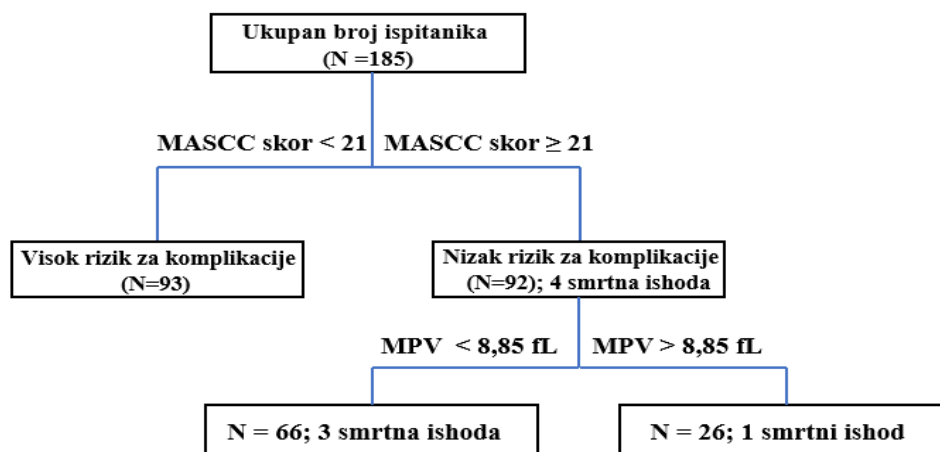 Ukupan broj ispitanika
(N =185)
MASCC skor < 21
MASCC skor ≥ 21
Visok rizik za komplikacije
(N=93)
Nizak rizik za komplikacije
(N=92); 4 smrtna ishoda
MPV < 8,85 fL
MPV > 8,85 fL
N = 66; 3 smrtna ishoda
N = 26; 1 smrtni ishod